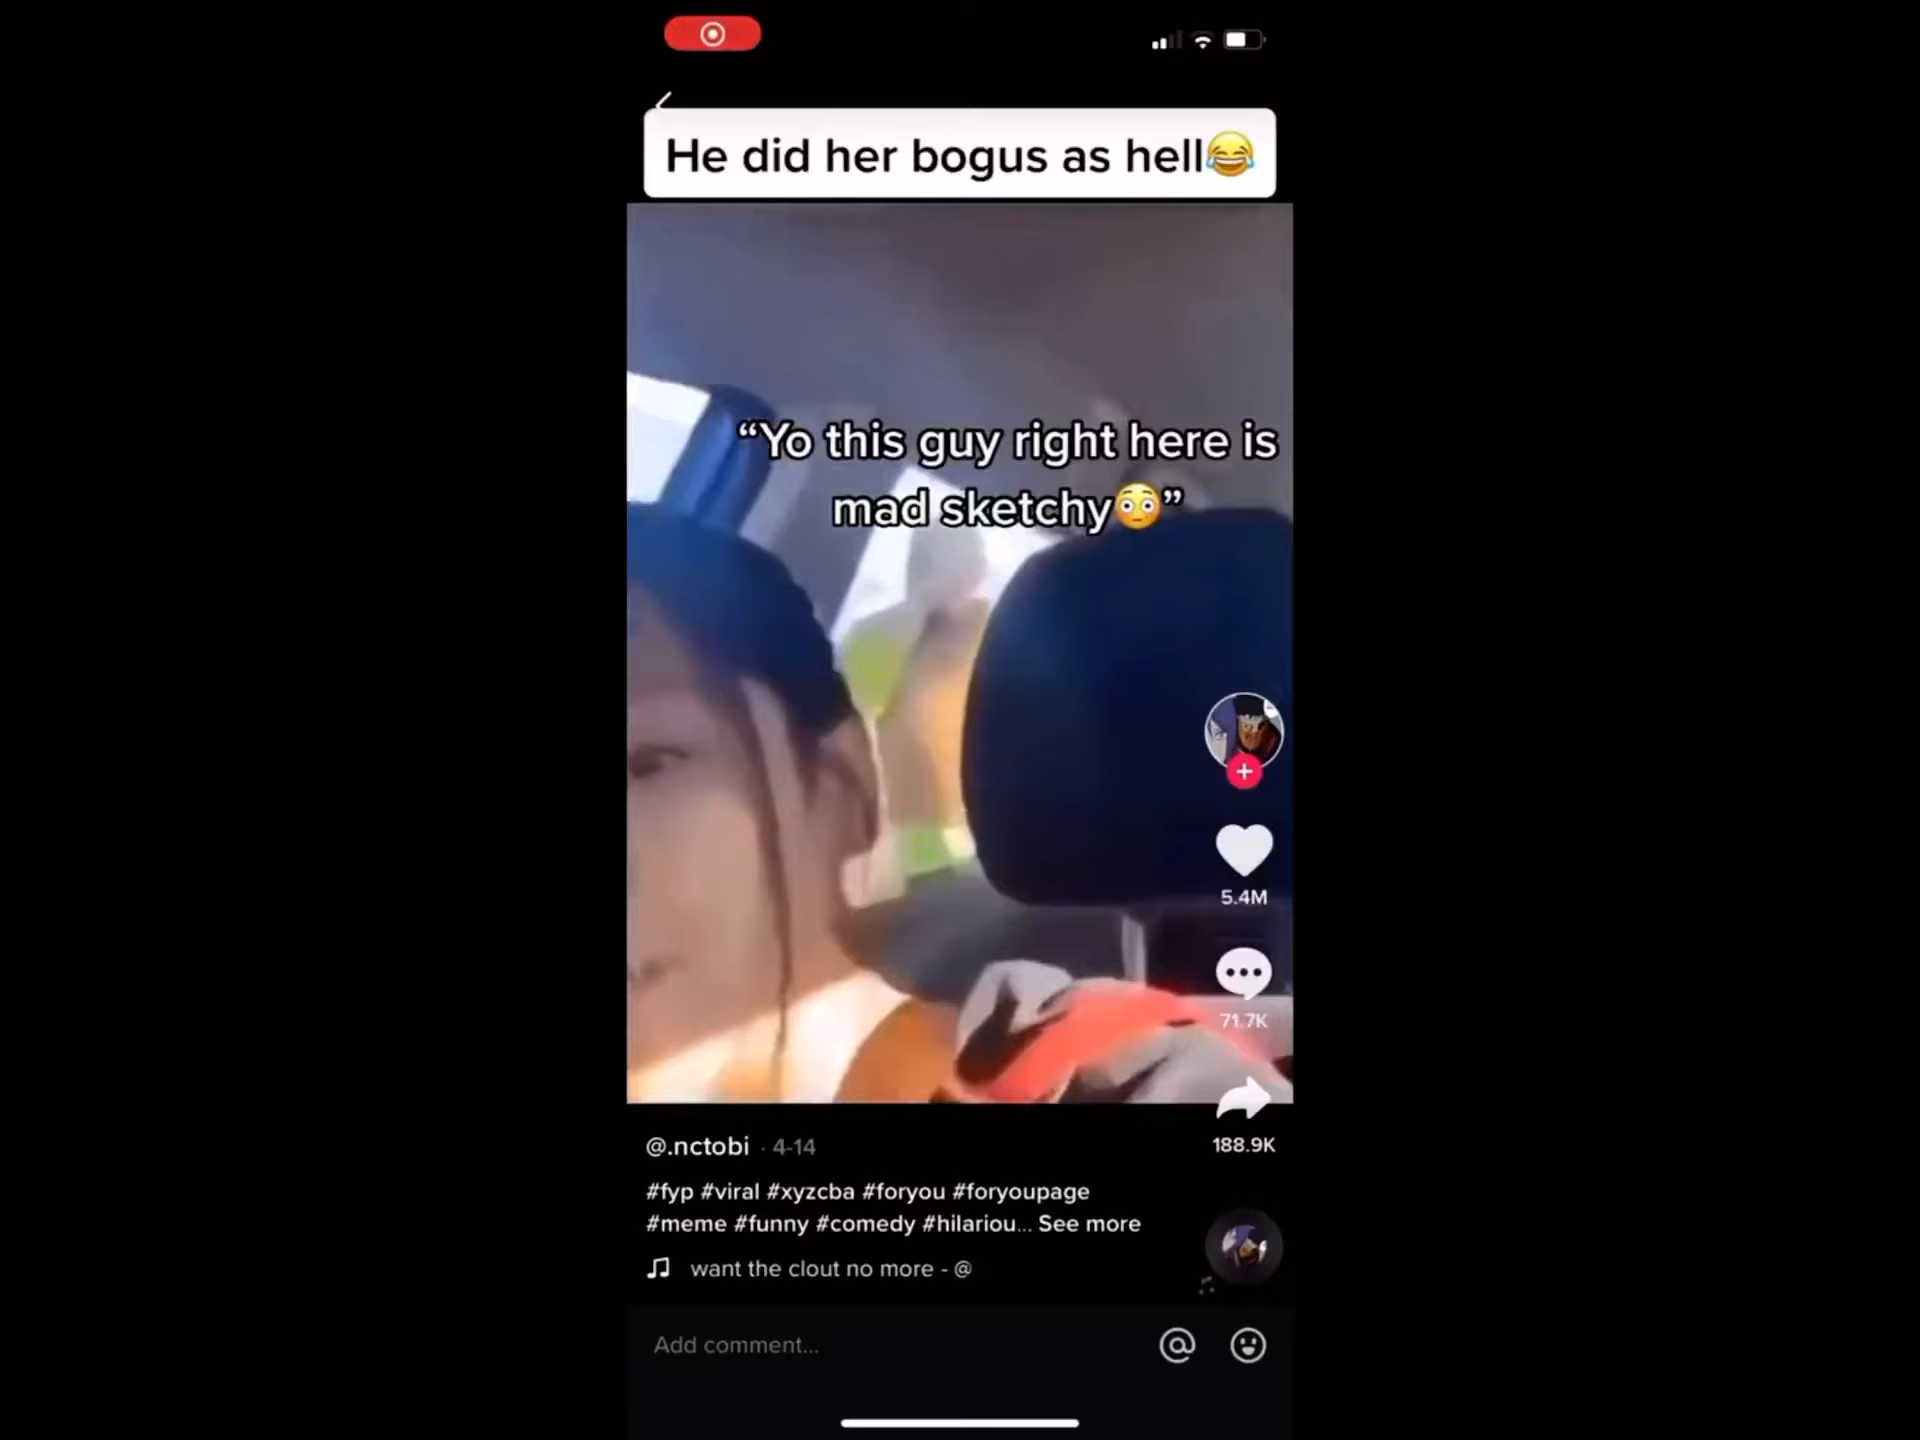 He did her bogus as hell😂
“Yo this guy right here is
mad sketchy😳”
5.4M
71.7K
188.9K
@.nctobi · 4-14
#fyp #viral #xyzcba #foryou #foryoupage
#meme #funny #comedy #hilariou... See more
want the clout no more - @
Add comment...